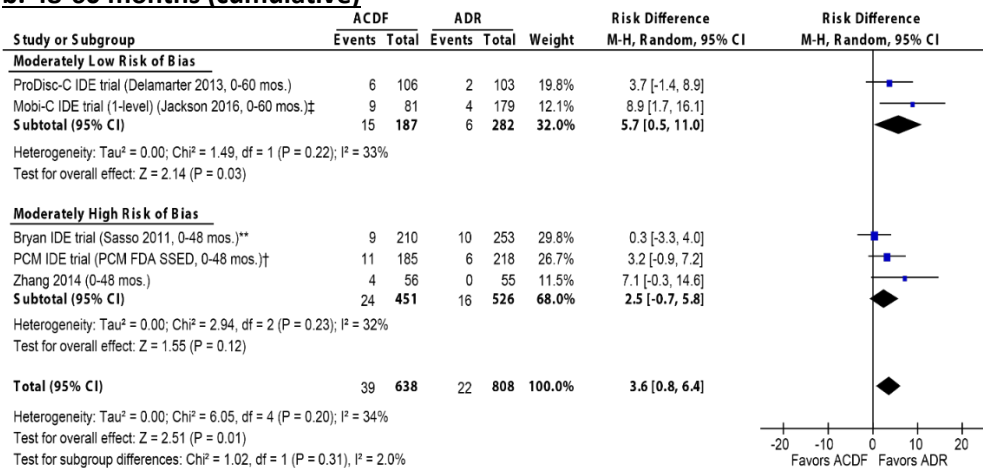 b. 48-60 months (cumulative)
ACDF ADR Risk Difference Risk Difference
Study or Subgroup Events Total Events Total Weight M-H, Random, 95% CI M-H, Random, 95% CI
Moderately Low Risk of Bias
ProDisc-C IDE trial (Delamarter 2013, 0-60 mos.) 6 106 2 103 19.8% 3.7 [-1.4, 8.9]
Mobi-C IDE trial (1-level) (Jackson 2016, 0-60 mos.)‡ 9 81 4 179 12.1% 8.9 [1.7, 16.1]
Subtotal (95% CI) 15 187 6 282 32.0% 5.7 [0.5, 11.0]
Heterogeneity: Tau² = 0.00; Chi² = 1.49, df = 1 (P = 0.22); I² = 33%
Test for overall effect: Z = 2.14 (P = 0.03)
Moderately High Risk of Bias
Bryan IDE trial (Sasso 2011, 0-48 mos.)** 9 210 10 253 29.8% 0.3 [-3.3, 4.0]
PCM IDE trial (PCM FDA SSED, 0-48 mos.)† 11 185 6 218 26.7% 3.2 [-0.9, 7.2]
Zhang 2014 (0-48 mos.) 4 56 0 55 11.5% 7.1 [-0.3, 14.6]
Subtotal (95% CI) 24 451 16 526 68.0% 2.5 [-0.7, 5.8]
Heterogeneity: Tau² = 0.00; Chi² = 2.94, df = 2 (P = 0.23); I² = 32%
Test for overall effect: Z = 1.55 (P = 0.12)
Total (95% CI) 39 638 22 808 100.0% 3.6 [0.8, 6.4]
Heterogeneity: Tau² = 0.00; Chi² = 6.05, df = 4 (P = 0.20); I² = 34%
Test for overall effect: Z = 2.51 (P = 0.01)
Test for subgroup differences: Chi² = 1.02, df = 1 (P = 0.31), I² = 2.0%
-20 -10 0 10 20
Favors ACDF Favors ADR